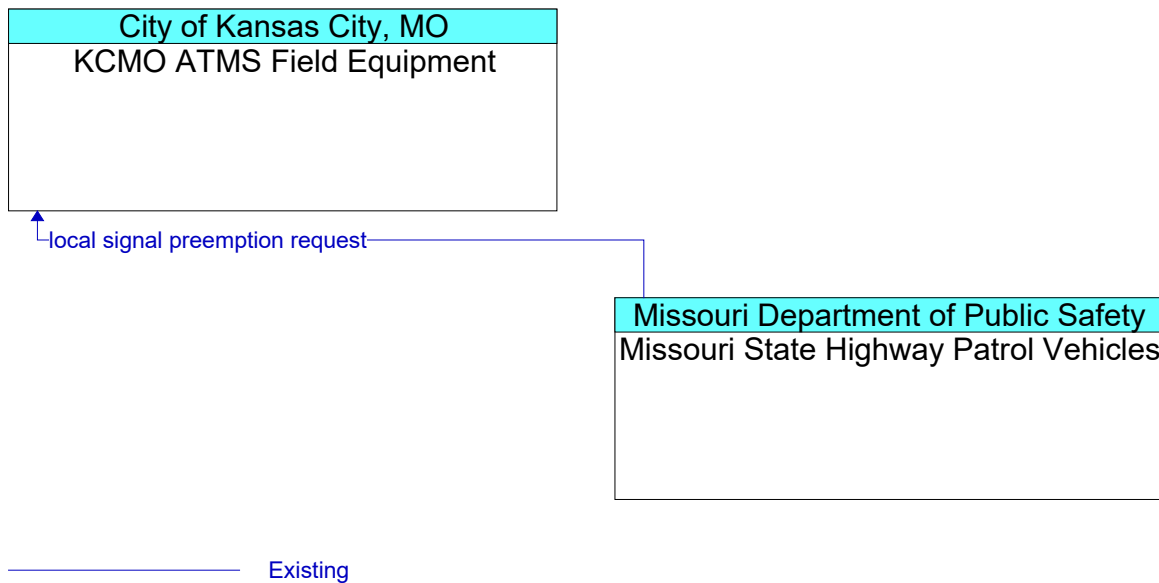 City of Kansas City, MO
KCMO ATMS Field Equipment
local signal preemption request
Missouri Department of Public Safety
Missouri State Highway Patrol Vehicles
Existing